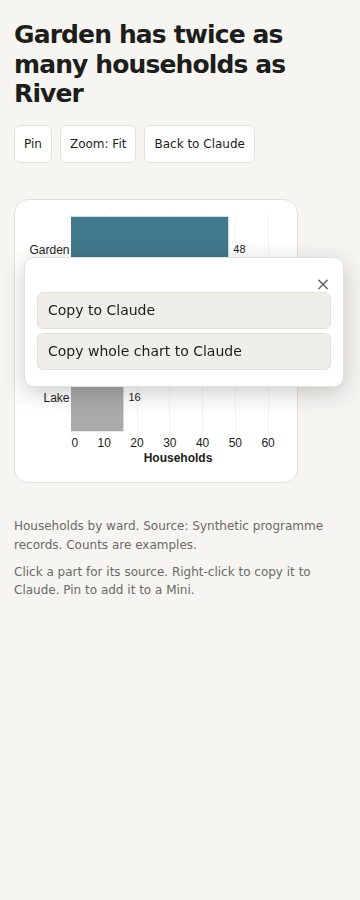 Garden has twice as
many households as
River
Pin
Zoom: Fit
Back to Claude
Garden
48
×
Copy to Claude
Copy whole chart to Claude
Lake
16
0 10 20 30 40 50 60
Households
Households by ward. Source: Synthetic programme
records. Counts are examples.
Click a part for its source. Right-click to copy it to
Claude. Pin to add it to a Mini.